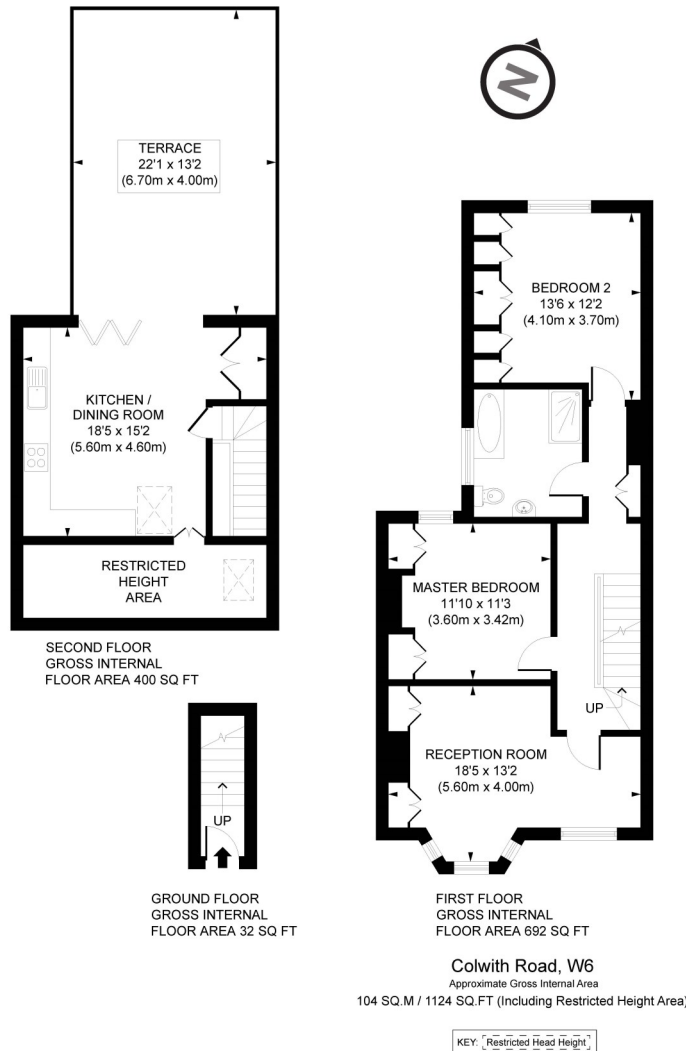 N
TERRACE
22'1 x 13'2
(6.70m x 4.00m)
KITCHEN /
DINING ROOM
18'5 x 15'2
(5.60m x 4.60m)
RESTRICTED
HEIGHT
AREA
SECOND FLOOR
GROSS INTERNAL
FLOOR AREA 400 SQ FT
UP
GROUND FLOOR
GROSS INTERNAL
FLOOR AREA 32 SQ FT
BEDROOM 2
13'6 x 12'2
(4.10m x 3.70m)
MASTER BEDROOM
11'10 x 11'3
(3.60m x 3.42m)
UP
RECEPTION ROOM
18'5 x 13'2
(5.60m x 4.00m)
FIRST FLOOR
GROSS INTERNAL
FLOOR AREA 692 SQ FT
Colwith Road, W6
Approximate Gross Internal Area
104 SQ.M / 1124 SQ.FT (Including Restricted Height Area)
KEY: Restricted Head Height